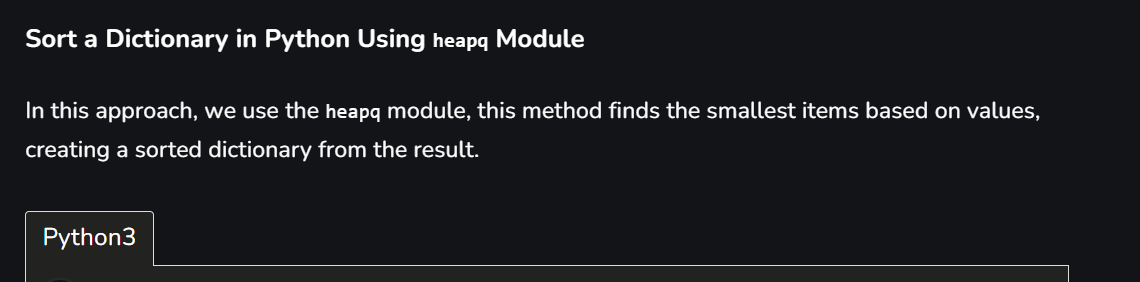 Sort a Dictionary in Python Using heapq Module
In this approach, we use the heapq module, this method finds the smallest items based on values,
creating a sorted dictionary from the result.
Python3